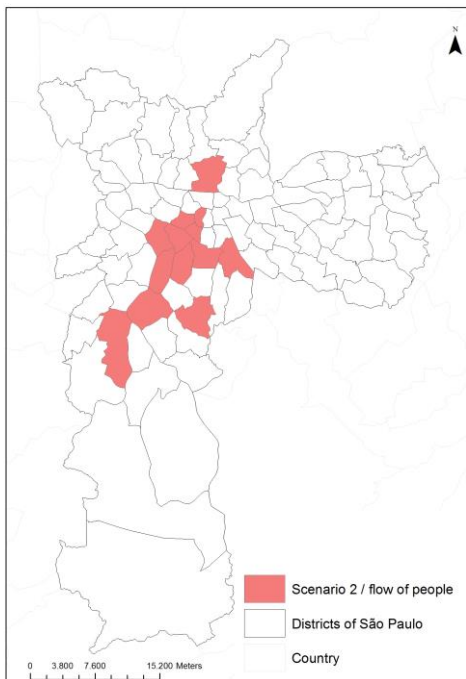 N
Scenario 2 / flow of people
Districts of São Paulo
Country
0 3.800 7.600 15.200 Meters